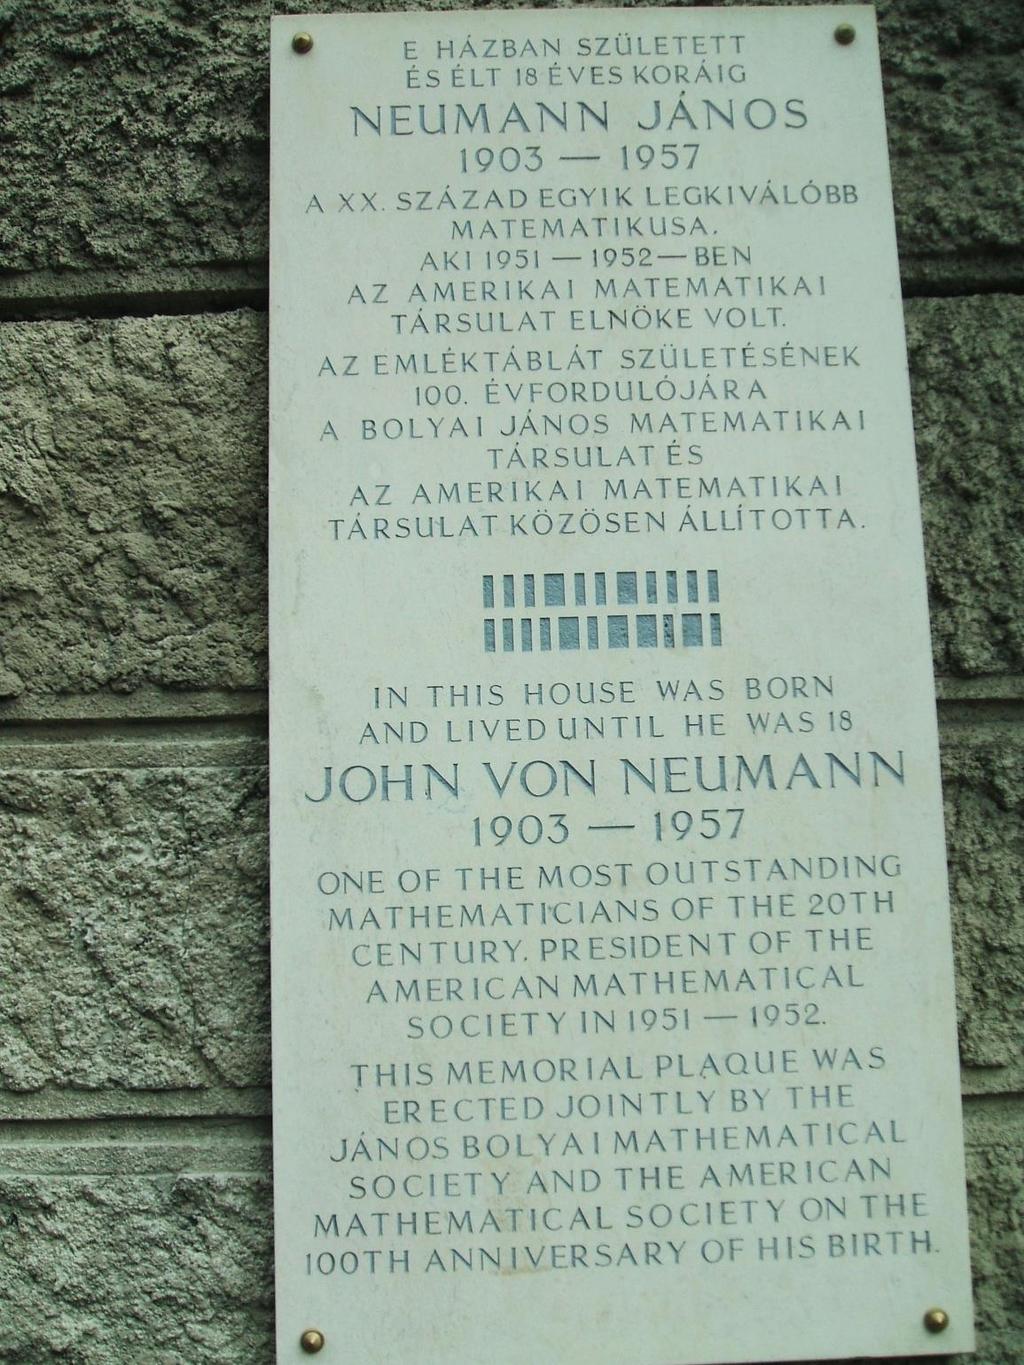 E HÁZBAN SZÜLETETT
ÉS ÉLT 18 ÉVES KORÁIG
NEUMANN JÁNOS
1903 — 1957
A XX. SZÁZAD EGYIK LEGKIVÁLÓBB
MATEMATIKUSA.
AKI 1951 — 1952 — BEN
AZ AMERIKAI MATEMATIKAI
TÁRSULAT ELNÖKE VOLT.
AZ EMLÉKTÁBLÁT SZÜLETÉSÉNEK
100. ÉVFORDULÓJÁRA
A BOLYAI JÁNOS MATEMATIKAI
TÁRSULAT ÉS
AZ AMERIKAI MATEMATIKAI
TÁRSULAT KÖZÖSEN ÁLLÍTOTTA.
IN THIS HOUSE WAS BORN
AND LIVED UNTIL HE WAS 18
JOHN VON NEUMANN
1903 — 1957
ONE OF THE MOST OUTSTANDING
MATHEMATICIANS OF THE 20TH
CENTURY. PRESIDENT OF THE
AMERICAN MATHEMATICAL
SOCIETY IN 1951 — 1952.
THIS MEMORIAL PLAQUE WAS
ERECTED JOINTLY BY THE
JÁNOS BOLYAI MATHEMATICAL
SOCIETY AND THE AMERICAN
MATHEMATICAL SOCIETY ON THE
100TH ANNIVERSARY OF HIS BIRTH.